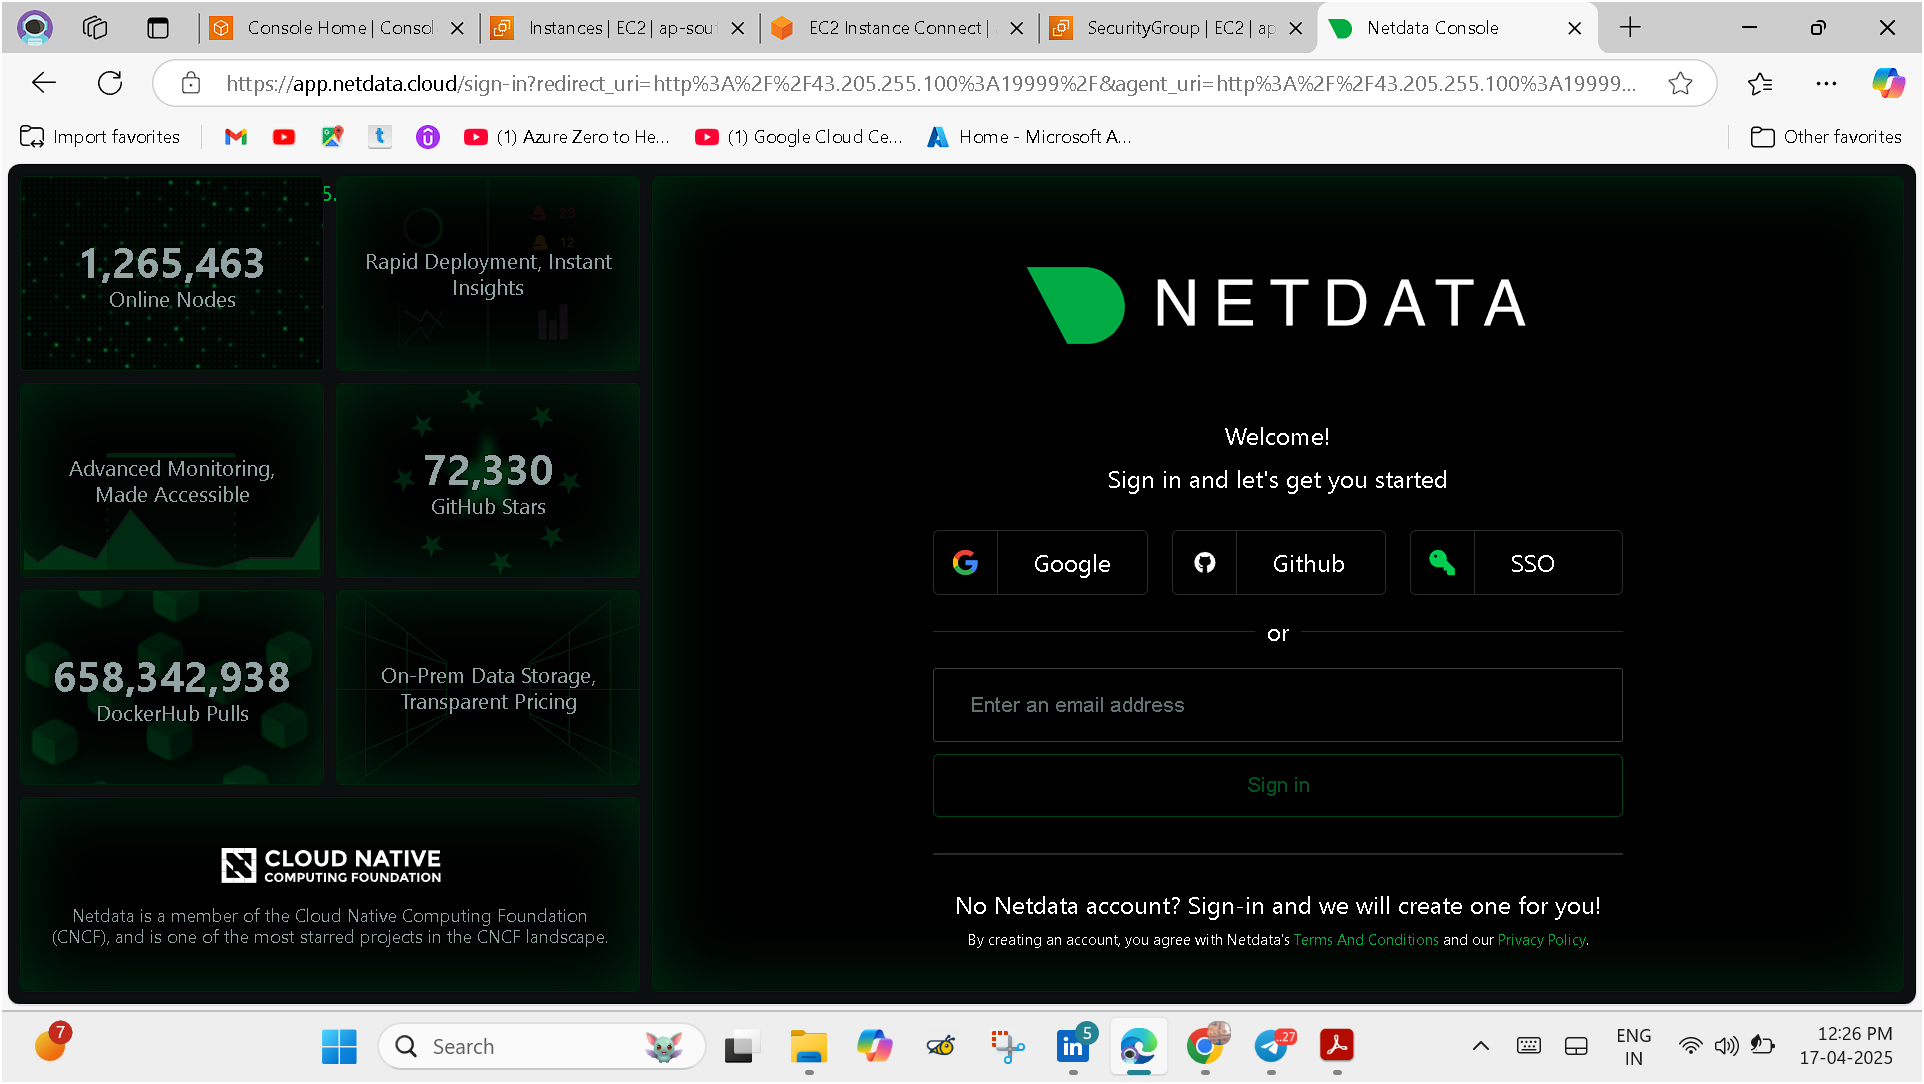 Console Home | Consol
Instances | EC2 | ap-sout
EC2 Instance Connect |
SecurityGroup | EC2 | ap
Netdata Console
https://app.netdata.cloud/sign-in?redirect_uri=http%3A%2F%2F43.205.255.100%3A19999%2F&agent_uri=http%3A%2F%2F43.205.255.100%3A19999...
Import favorites
(1) Azure Zero to He...
(1) Google Cloud Ce...
Home - Microsoft A...
Other favorites
5.
1,265,463
Online Nodes
28
12
Rapid Deployment, Instant
Insights
Advanced Monitoring,
Made Accessible
72,330
GitHub Stars
658,342,938
DockerHub Pulls
On-Prem Data Storage,
Transparent Pricing
CLOUD NATIVE
COMPUTING FOUNDATION
Netdata is a member of the Cloud Native Computing Foundation
(CNCF), and is one of the most starred projects in the CNCF landscape.
NETDATA
Welcome!
Sign in and let's get you started
Google
Github
SSO
or
Enter an email address
Sign in
No Netdata account? Sign-in and we will create one for you!
By creating an account, you agree with Netdata's Terms And Conditions and our Privacy Policy.
7
Search
5
..27
ENG
IN
12:26 PM
17-04-2025